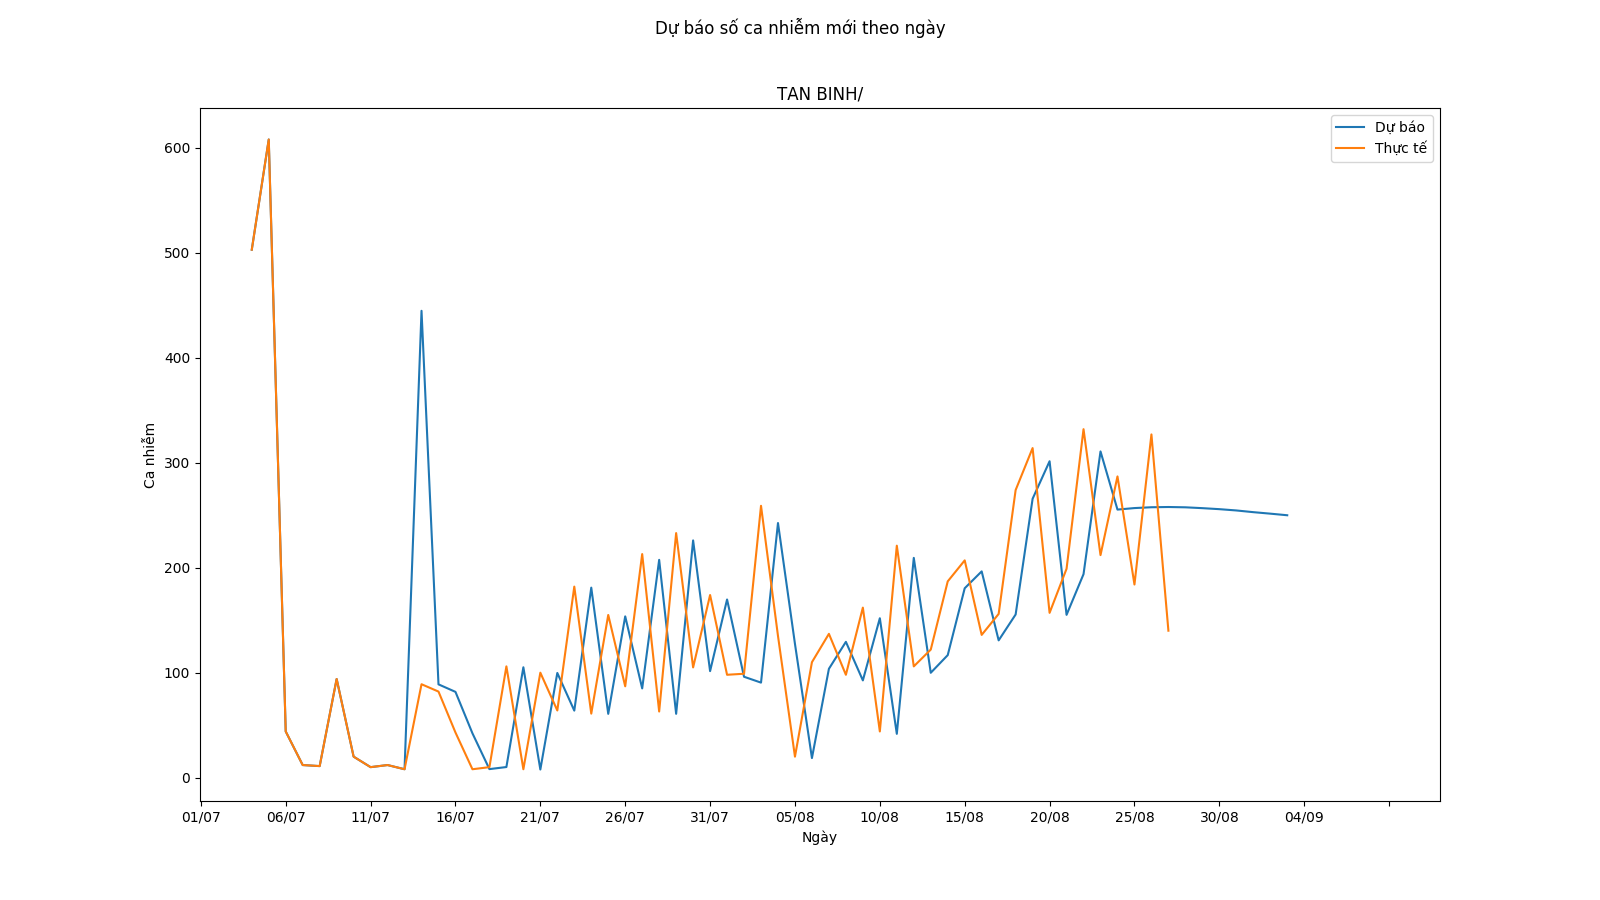 Dự báo số ca nhiễm mới theo ngày
TAN BINH/
Dự báo
Thực tế
600
500
400
300
200
100
0
Ca nhiễm
01/07 06/07 11/07 16/07 21/07 26/07 31/07 05/08 10/08 15/08 20/08 25/08 30/08 04/09
Ngày